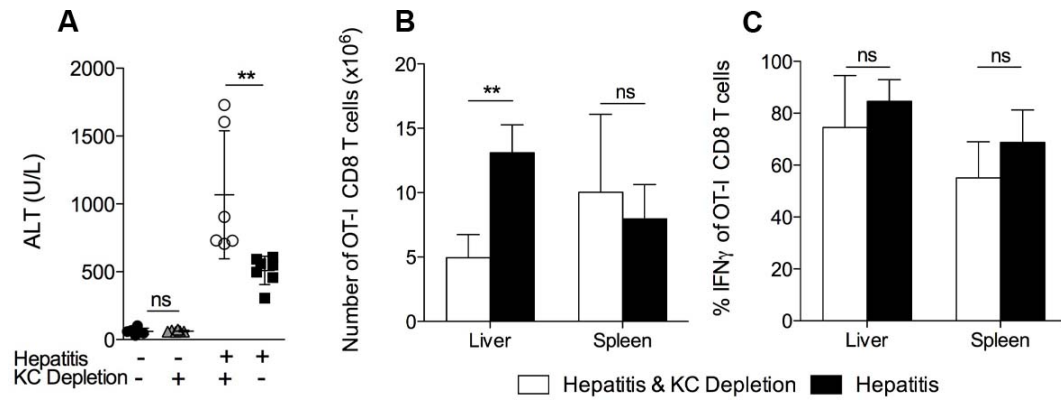 A
ALT (U/L)
2000
1500
1000
500
0
ns
**
Hepatitis - - + +
KC Depletion - + + -
B
Number of OT-I CD8 T cells (x10⁶)
20
15
10
5
0
**
ns
Liver Spleen
C
% IFNγ of OT-I CD8 T cells
100
80
60
40
20
0
ns
ns
Liver Spleen
Hepatitis & KC Depletion Hepatitis